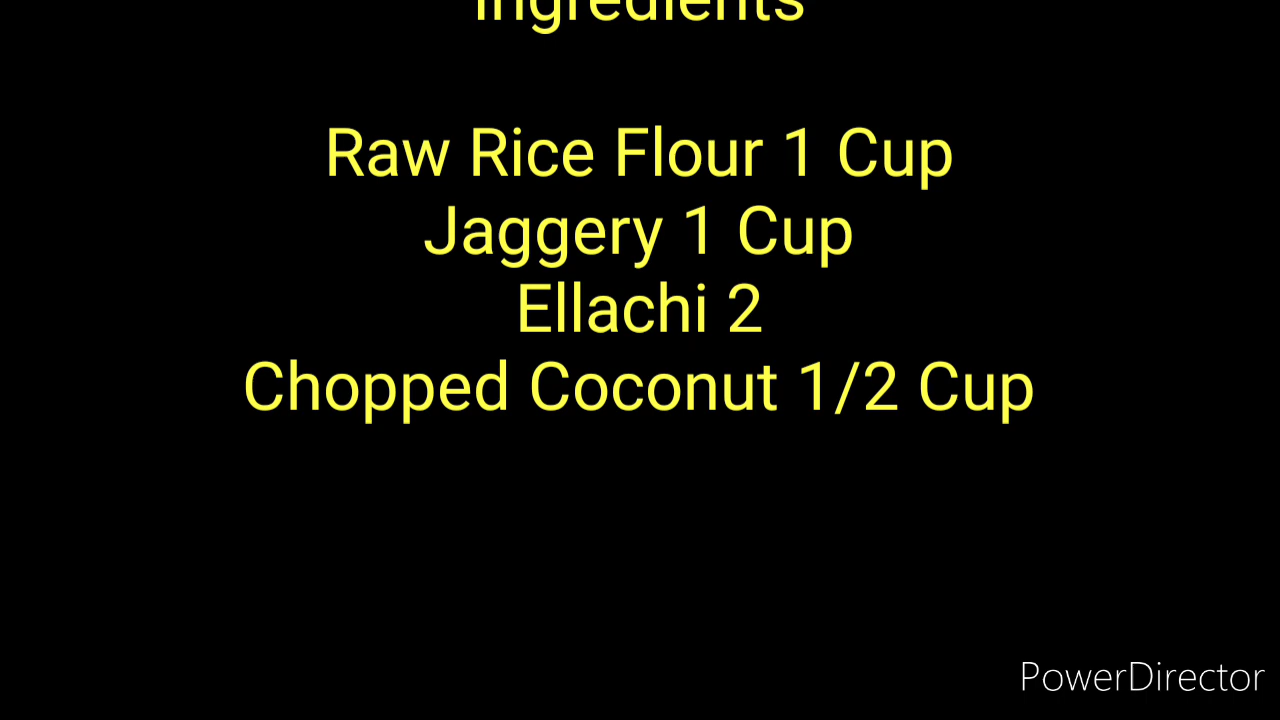 Ingredients
Raw Rice Flour 1 Cup
Jaggery 1 Cup
Ellachi 2
Chopped Coconut 1/2 Cup
PowerDirector